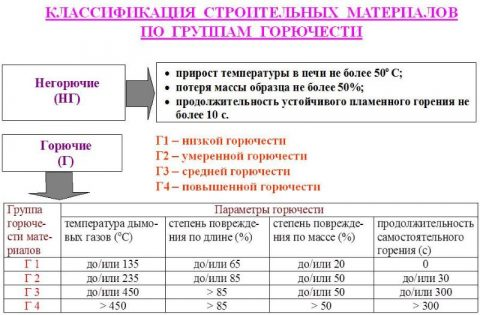 КЛАССИФИКАЦИЯ СТРОИТЕЛЬНЫХ МАТЕРИАЛОВ
ПО ГРУППАМ ГОРЮЧЕСТИ
Негорючие
(НГ)
• прирост температуры в печи не более 50⁰ С;
• потеря массы образца не более 50%;
• продолжительность устойчивого пламенного горения не
более 10 с.
Горючие
(Г)
Г1 – низкой горючести
Г2 – умеренной горючести
Г3 – средней горючести
Г4 – повышенной горючести
Группа
горюче-
сти мате-
риалов
Параметры горючести
температура дымо-
вых газов (⁰С)
степень поврежде-
ния по длине (%)
степень поврежде-
ния по массе (%)
продолжительность
самостоятельного
горения (с)
Г 1 до/или 135 до/или 65 до/или 20 0
Г 2 до/или 235 до/или 85 до/или 50 до/или 30
Г 3 до/или 450 > 85 до/или 50 до/или 300
Г 4 > 450 > 85 > 50 > 300